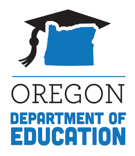 OREGON
DEPARTMENT OF
EDUCATION